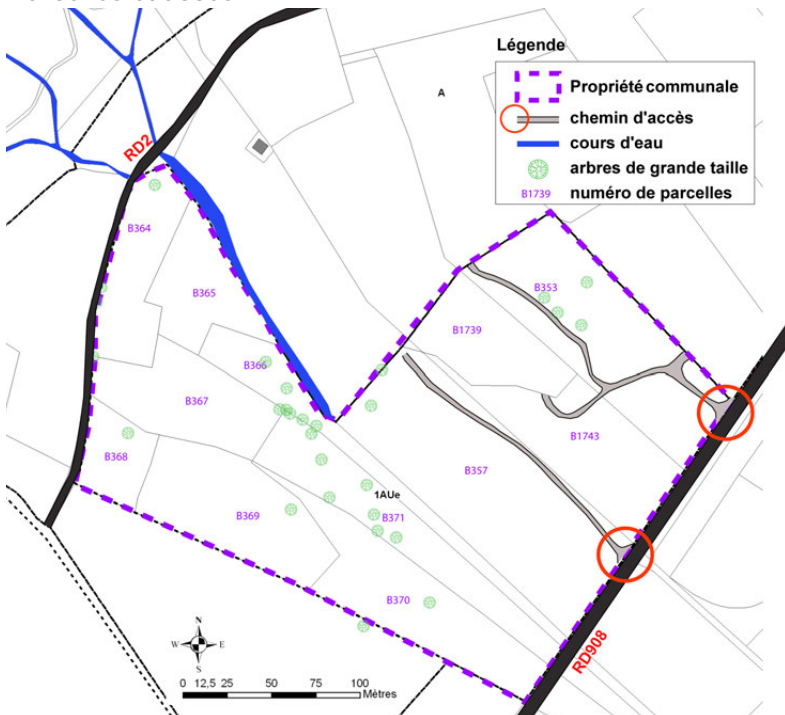 Légende
Propriété communale
chemin d'accès
cours d'eau
arbres de grande taille
B1739 numéro de parcelles
A
RD2
B364
B365
B353
B1739
B366
B367
B1743
B368
B357
1AUe
B369
B371
B370
N
W E
S
RD908
0 12,5 25 50 75 100
Mètres